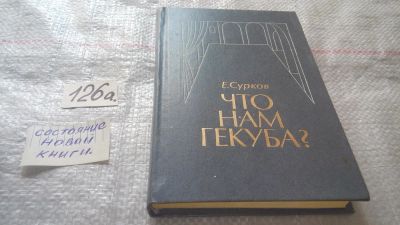 126а.
состояние
новой
книги.
Е.Сурков
ЧТО
НАМ
ГЕКУБА?